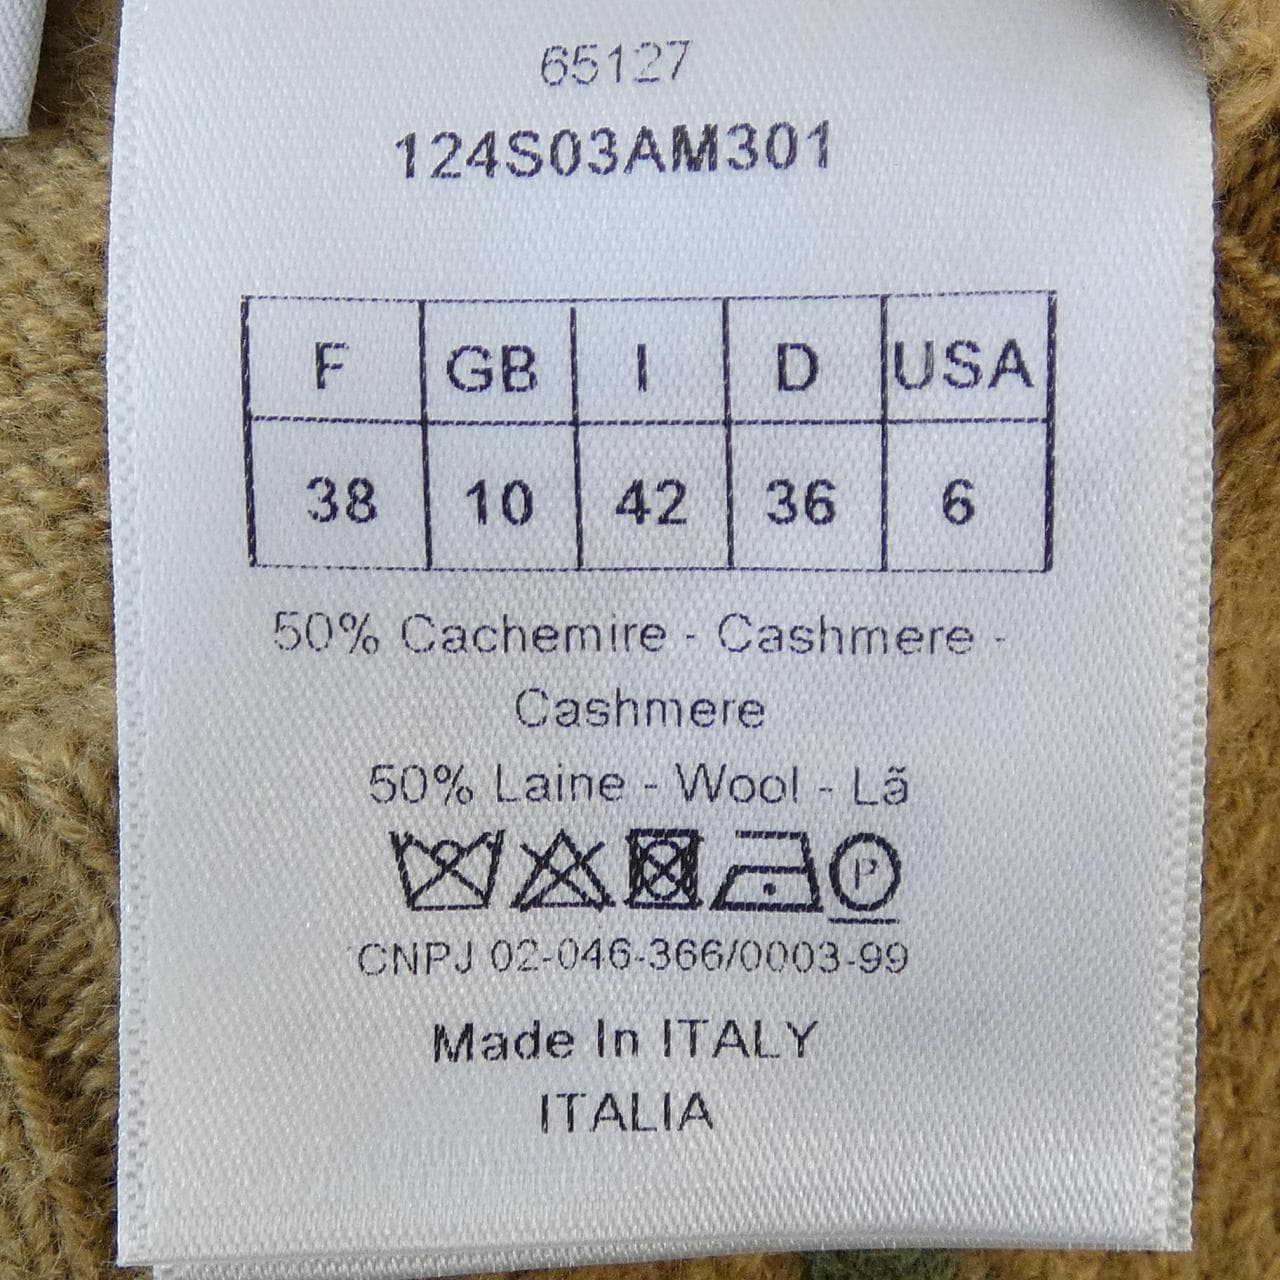 65127
124S03AM301
F GB I D USA
38 10 42 36 6
50% Cachemire - Cashmere -
Cashmere
50% Laine - Wool - Lã
P
CNPJ 02-046-366/0003-99
Made In ITALY
ITALIA